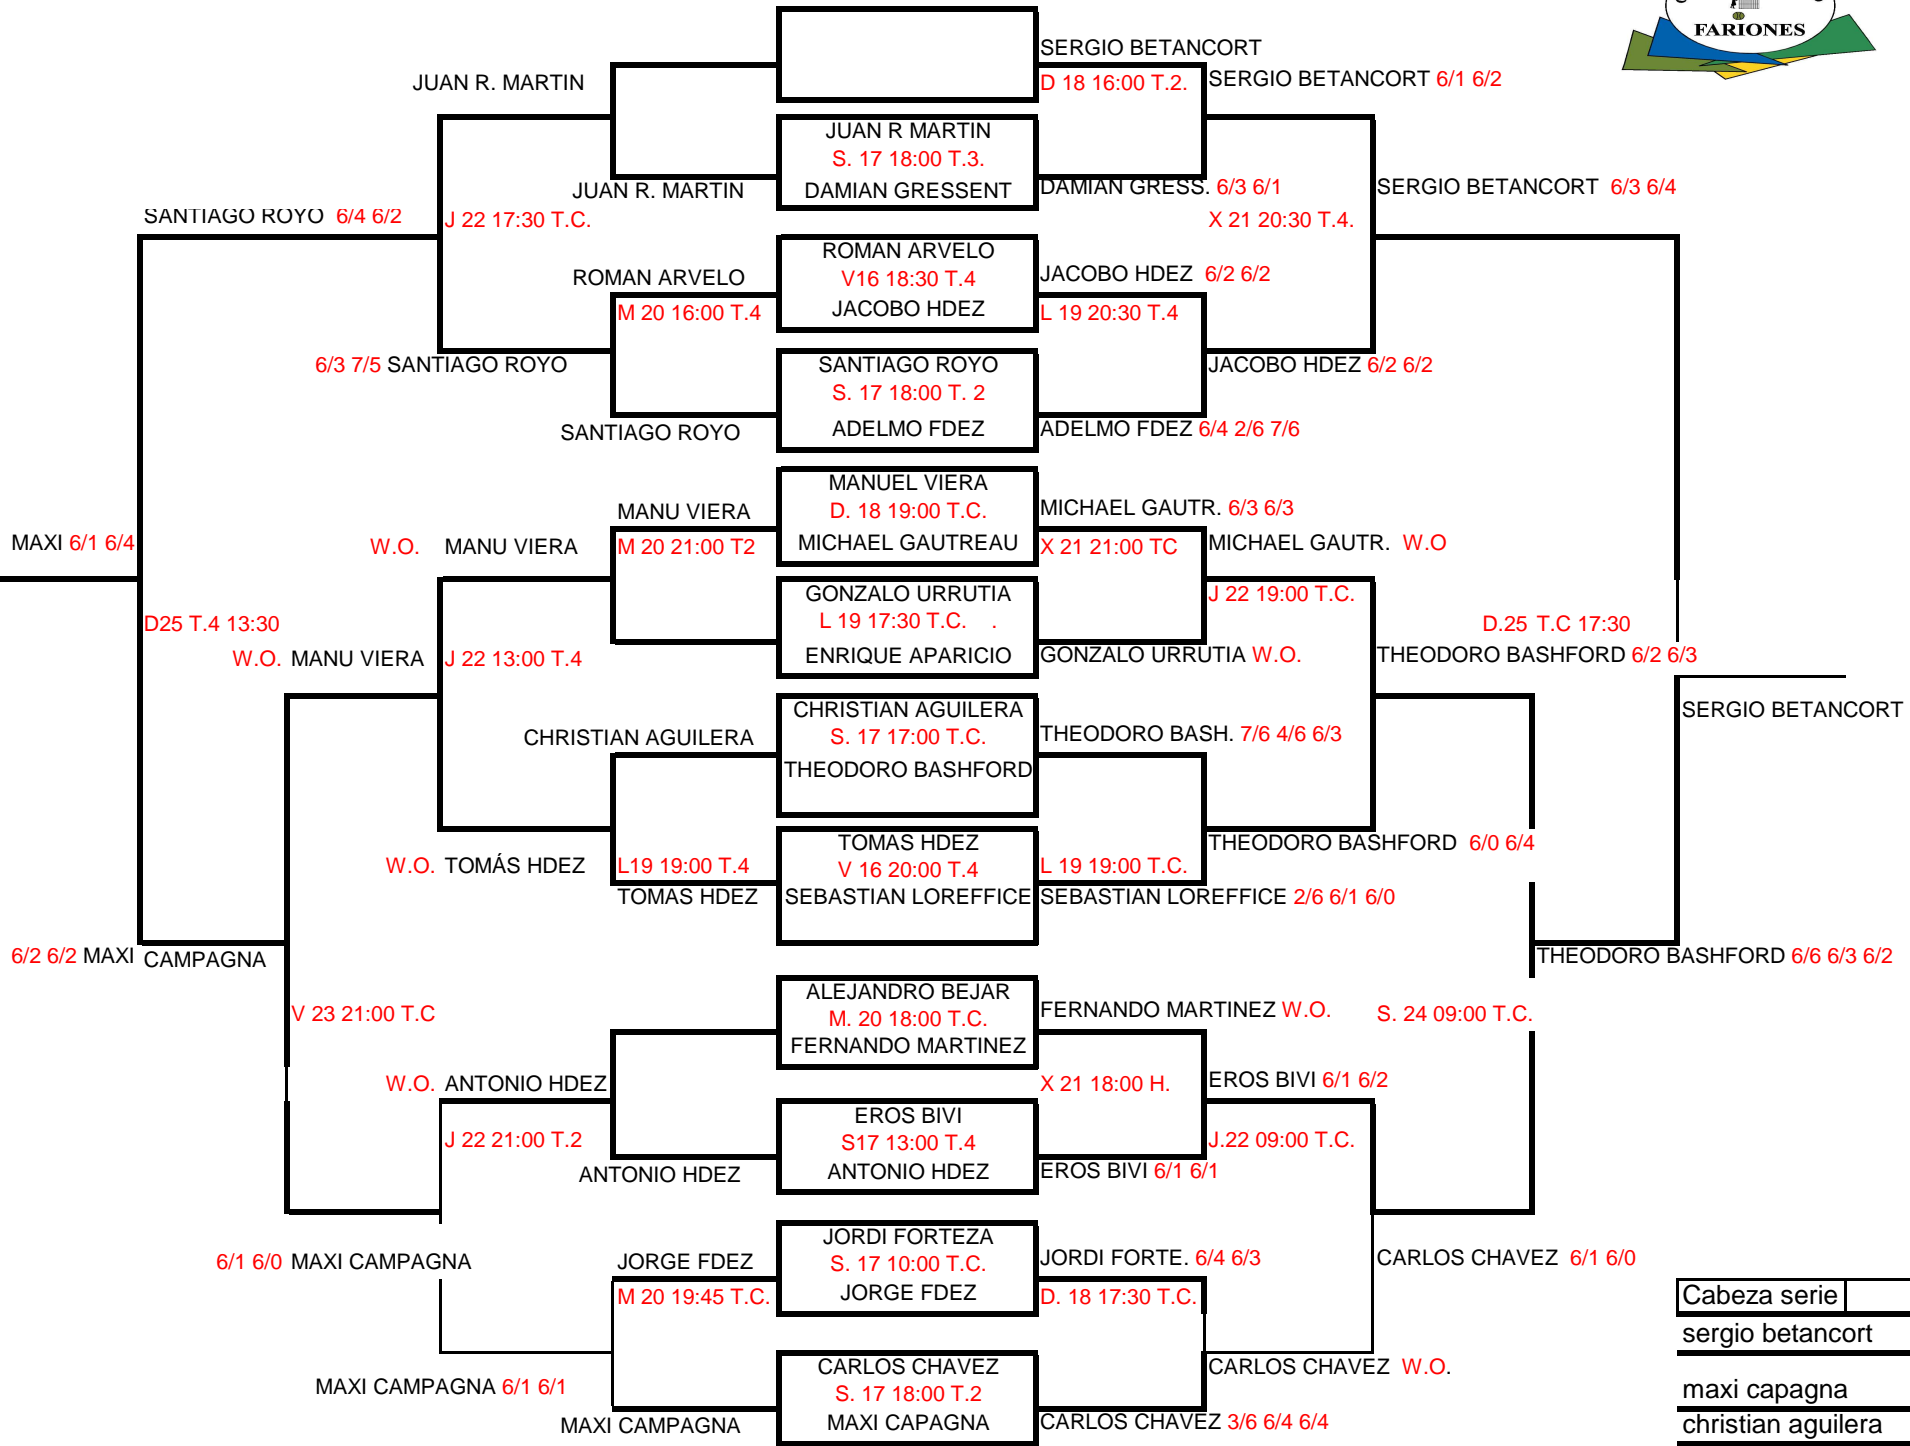 FARIONES
SERGIO BETANCORT
JUAN R. MARTIN
D 18 16:00 T.2.
SERGIO BETANCORT 6/1 6/2
JUAN R MARTIN
S. 17 18:00 T.3.
DAMIAN GRESSENT
JUAN R. MARTIN
DAMIAN GRESS. 6/3 6/1
SERGIO BETANCORT 6/3 6/4
SANTIAGO ROYO 6/4 6/2
J 22 17:30 T.C.
X 21 20:30 T.4.
ROMAN ARVELO
V16 18:30 T.4
JACOBO HDEZ
ROMAN ARVELO
JACOBO HDEZ 6/2 6/2
M 20 16:00 T.4
L 19 20:30 T.4
6/3 7/5 SANTIAGO ROYO
SANTIAGO ROYO
S. 17 18:00 T. 2
ADELMO FDEZ
JACOBO HDEZ 6/2 6/2
SANTIAGO ROYO
ADELMO FDEZ 6/4 2/6 7/6
MANUEL VIERA
D. 18 19:00 T.C.
MICHAEL GAUTREAU
MANU VIERA
MICHAEL GAUTR. 6/3 6/3
MAXI 6/1 6/4
W.O. MANU VIERA
M 20 21:00 T2
X 21 21:00 TC
MICHAEL GAUTR. W.O
GONZALO URRUTIA
L 19 17:30 T.C. .
ENRIQUE APARICIO
J 22 19:00 T.C.
D25 T.4 13:30
D.25 T.C 17:30
W.O. MANU VIERA
J 22 13:00 T.4
GONZALO URRUTIA W.O.
THEODORO BASHFORD 6/2 6/3
CHRISTIAN AGUILERA
S. 17 17:00 T.C.
THEODORO BASHFORD
SERGIO BETANCORT
CHRISTIAN AGUILERA
THEODORO BASH. 7/6 4/6 6/3
TOMAS HDEZ
V 16 20:00 T.4
SEBASTIAN LOREFFICE
THEODORO BASHFORD 6/0 6/4
W.O. TOMÁS HDEZ
L19 19:00 T.4
L 19 19:00 T.C.
TOMAS HDEZ
SEBASTIAN LOREFFICE 2/6 6/1 6/0
6/2 6/2 MAXI CAMPAGNA
THEODORO BASHFORD 6/6 6/3 6/2
ALEJANDRO BEJAR
M. 20 18:00 T.C.
FERNANDO MARTINEZ
V 23 21:00 T.C
FERNANDO MARTINEZ W.O.
S. 24 09:00 T.C.
W.O. ANTONIO HDEZ
X 21 18:00 H.
EROS BIVI 6/1 6/2
EROS BIVI
S17 13:00 T.4
ANTONIO HDEZ
J 22 21:00 T.2
J.22 09:00 T.C.
ANTONIO HDEZ
EROS BIVI 6/1 6/1
JORDI FORTEZA
S. 17 10:00 T.C.
JORGE FDEZ
6/1 6/0 MAXI CAMPAGNA
JORGE FDEZ
JORDI FORTE. 6/4 6/3
CARLOS CHAVEZ 6/1 6/0
M 20 19:45 T.C.
D. 18 17:30 T.C.
CARLOS CHAVEZ
S. 17 18:00 T.2
MAXI CAPAGNA
CARLOS CHAVEZ W.O.
MAXI CAMPAGNA 6/1 6/1
MAXI CAMPAGNA
CARLOS CHAVEZ 3/6 6/4 6/4
Cabeza serie
sergio betancort
maxi capagna
christian aguilera